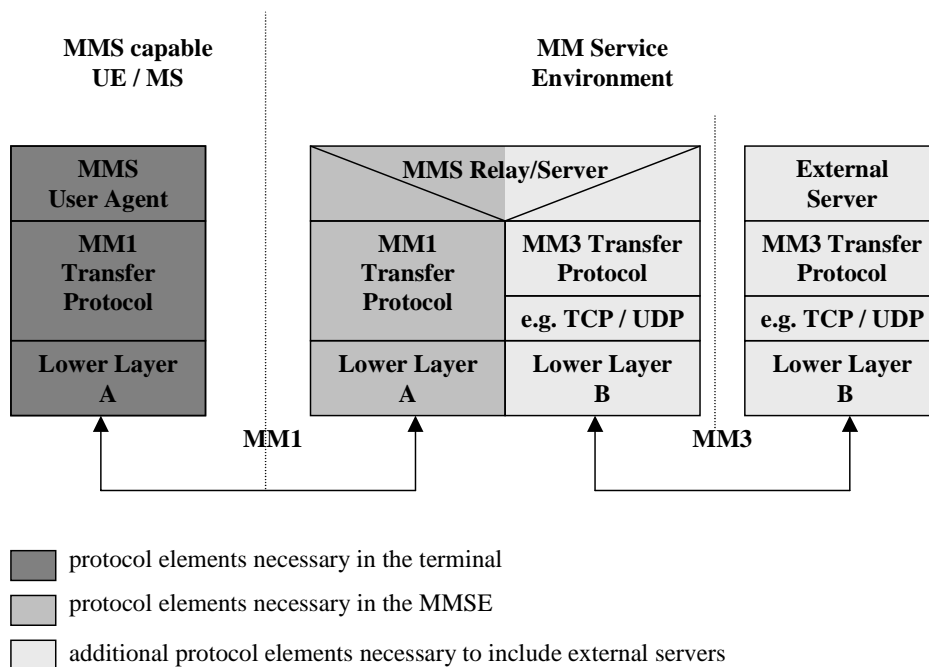 MMS capable
UE / MS
MM Service
Environment
MMS
User Agent
MM1
Transfer
Protocol
Lower Layer
A
MMS Relay/Server
MM1
Transfer
Protocol
Lower Layer
A
MM3 Transfer
Protocol
e.g. TCP / UDP
Lower Layer
B
External
Server
MM3 Transfer
Protocol
e.g. TCP / UDP
Lower Layer
B
MM1
MM3
protocol elements necessary in the terminal
protocol elements necessary in the MMSE
additional protocol elements necessary to include external servers